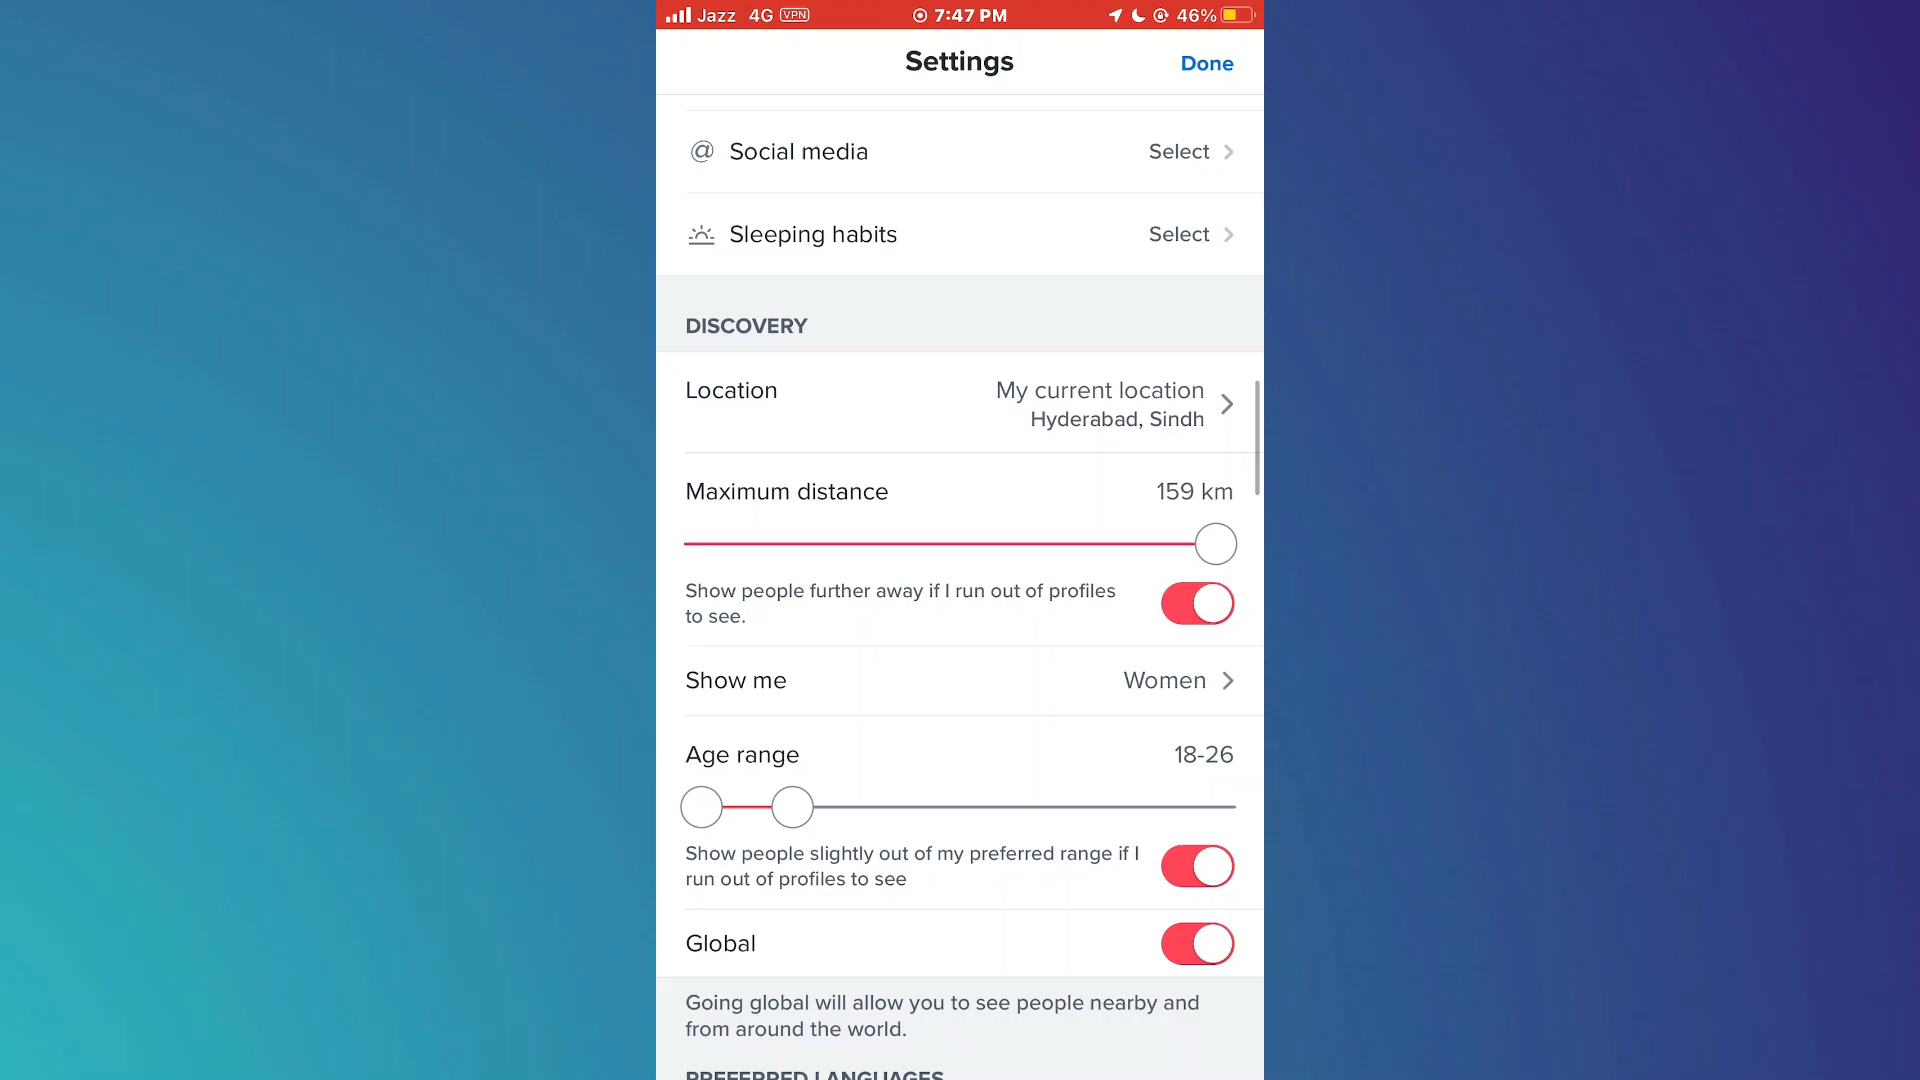 Jazz 4G VPN 7:47 PM 46%
Settings Done
@ Social media Select
Sleeping habits Select
DISCOVERY
Location My current location
Hyderabad, Sindh
Maximum distance 159 km
Show people further away if I run out of profiles
to see.
Show me Women
Age range 18-26
Show people slightly out of my preferred range if I
run out of profiles to see
Global
Going global will allow you to see people nearby and
from around the world.
PREFERRED LANGUAGES